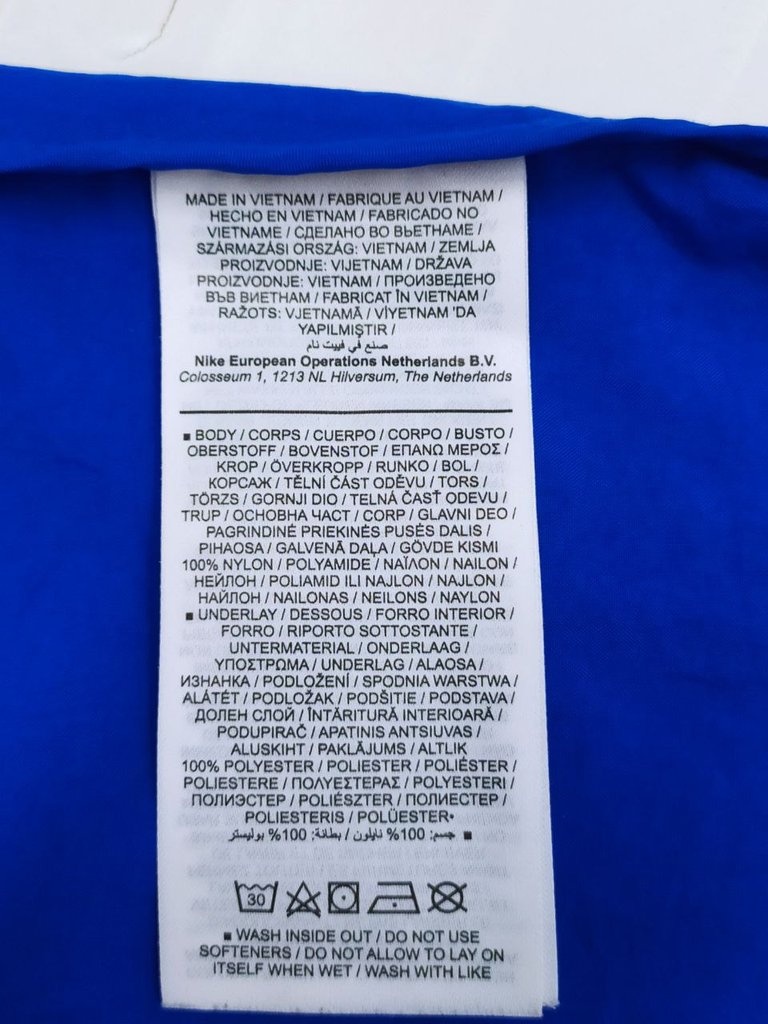 MADE IN VIETNAM / FABRIQUE AU VIETNAM /
HECHO EN VIETNAM / FABRICADO NO
VIETNAME / СДЕЛАНО ВО ВЬЕТНАМЕ /
SZÁRMAZÁSI ORSZÁG: VIETNAM / ZEMLJA
PROIZVODNJE: VIJETNAM / DRŽAVA
PROIZVODNJE: VIETNAM / ПРОИЗВЕДЕНО
ВЪВ ВИЕТНАМ / FABRICAT ÎN VIETNAM /
RAŽOTS: VJETNAMĀ / VİYETNAM 'DA
YAPILMIŞTIR /
صنع في فييت نام
Nike European Operations Netherlands B.V.
Colosseum 1, 1213 NL Hilversum, The Netherlands
■ BODY / CORPS / CUERPO / CORPO / BUSTO /
OBERSTOFF / BOVENSTOF / ΕΠΑΝΩ ΜΕΡΟΣ /
KROP / ÖVERKROPP / RUNKO / BOL /
КОРСАЖ / TĚLNÍ ČÁST ODĚVU / TORS /
TÖRZS / GORNJI DIO / TELNÁ ČASŤ ODEVU /
TRUP / ОСНОВНА ЧАСТ / CORP / GLAVNI DEO /
PAGRINDINĖ PRIEKINĖS PUSĖS DALIS /
PIHAOSA / GALVENĀ DAĻA / GÖVDE KISMI
100% NYLON / POLYAMIDE / NAÏΛON / NAILON /
НЕЙЛОН / POLIAMID ILI NAJLON / NAJLON /
НАЙЛОН / NAILONAS / NEILONS / NAYLON
■ UNDERLAY / DESSOUS / FORRO INTERIOR /
FORRO / RIPORTO SOTTOSTANTE /
UNTERMATERIAL / ONDERLAAG /
ΥΠΟΣΤΡΩΜΑ / UNDERLAG / ALAOSA /
ИЗНАНКА / PODLOŽENÍ / SPODNIA WARSTWA /
ALÁTÉT / PODLOŽAK / PODŠITIE / PODSTAVA /
ДОЛЕН СЛОЙ / ÎNTĂRITURĂ INTERIOARĂ /
PODUPIRAČ / APATINIS ANTSIUVAS /
ALUSKIHT / PAKLĀJUMS / ALTLIK
100% POLYESTER / POLIESTER / POLIÉSTER /
POLIESTERE / ΠΟΛΥΕΣΤΕΡΑΣ / POLYESTERI /
ПОЛИЭСТЕР / POLIÉSZTER / ПОЛИЕСТЕР /
POLIESTERIS / POLÜESTER•
■ جسم: 100% نايلون / بطانة: 100% بوليستر
30
■ WASH INSIDE OUT / DO NOT USE
SOFTENERS / DO NOT ALLOW TO LAY ON
ITSELF WHEN WET / WASH WITH LIKE